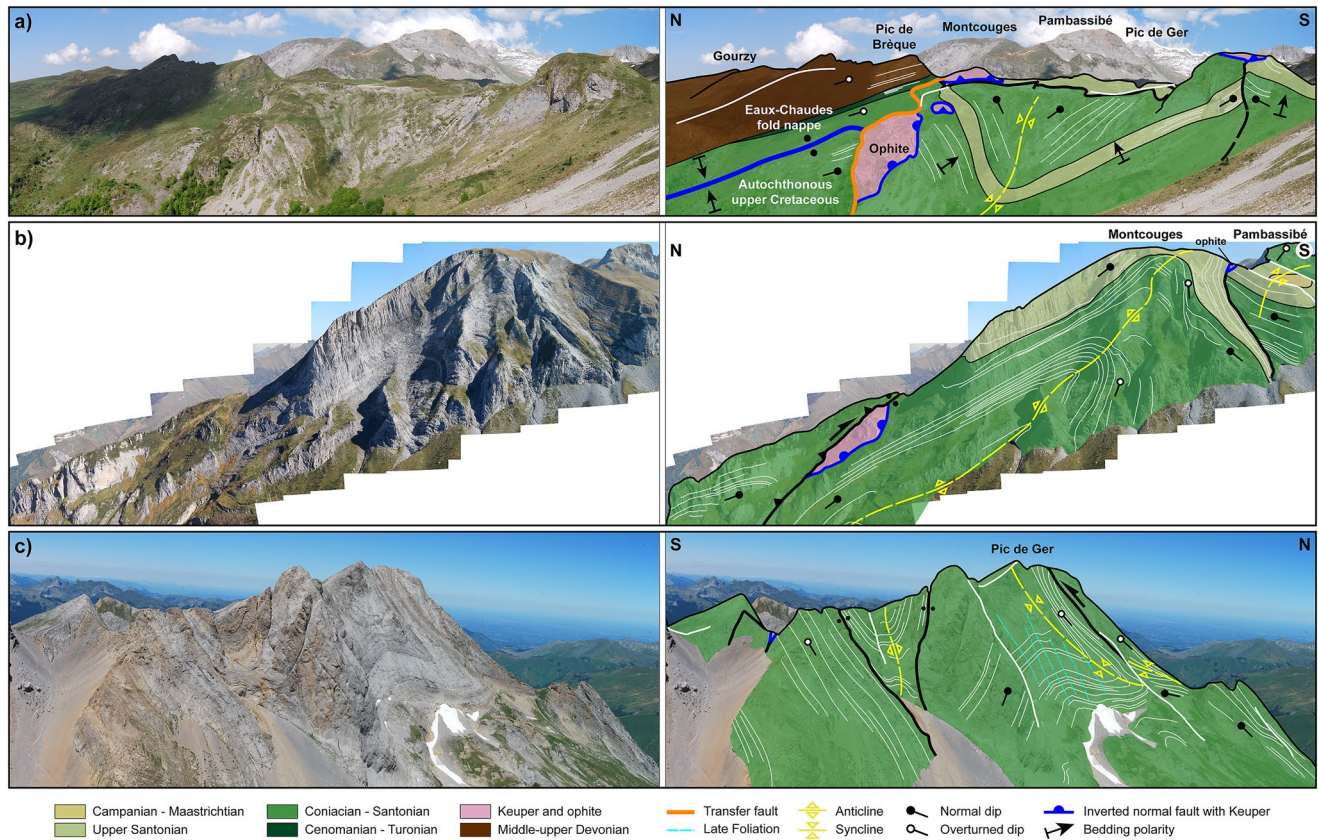 a)
N
S
Gourzy
Pic de
Brèque
Montcouges
Pambassibé
Pic de Ger
Eaux-Chaudes
fold nappe
Ophite
Autochthonous
upper Cretaceous
b)
N
S
Montcouges
ophite
Pambassibé
c)
S
N
Pic de Ger
Campanian - Maastrichtian
Upper Santonian
Coniacian - Santonian
Cenomanian - Turonian
Keuper and ophite
Middle-upper Devonian
Transfer fault
Late Foliation
Anticline
Syncline
Normal dip
Overturned dip
Inverted normal fault with Keuper
Bedding polarity